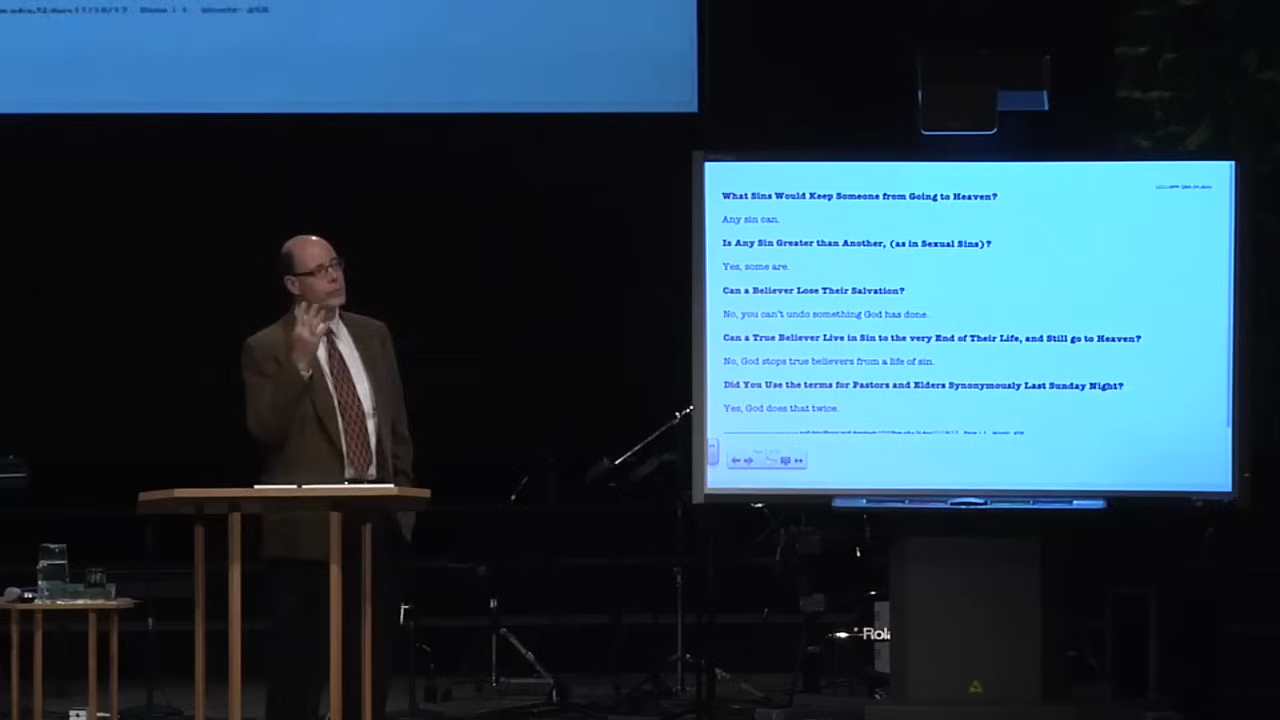 What Sins Would Keep Someone from Going to Heaven?
Any sin can.
Is Any Sin Greater than Another, (as in Sexual Sins)?
Yes, some are.
Can a Believer Lose Their Salvation?
No, you can't undo something God has done.
Can a True Believer Live in Sin to the very End of Their Life, and Still go to Heaven?
No, God stops true believers from a life of sin.
Did You Use the terms for Pastors and Elders Synonymously Last Sunday Night?
Yes, God does that twice.
Rola